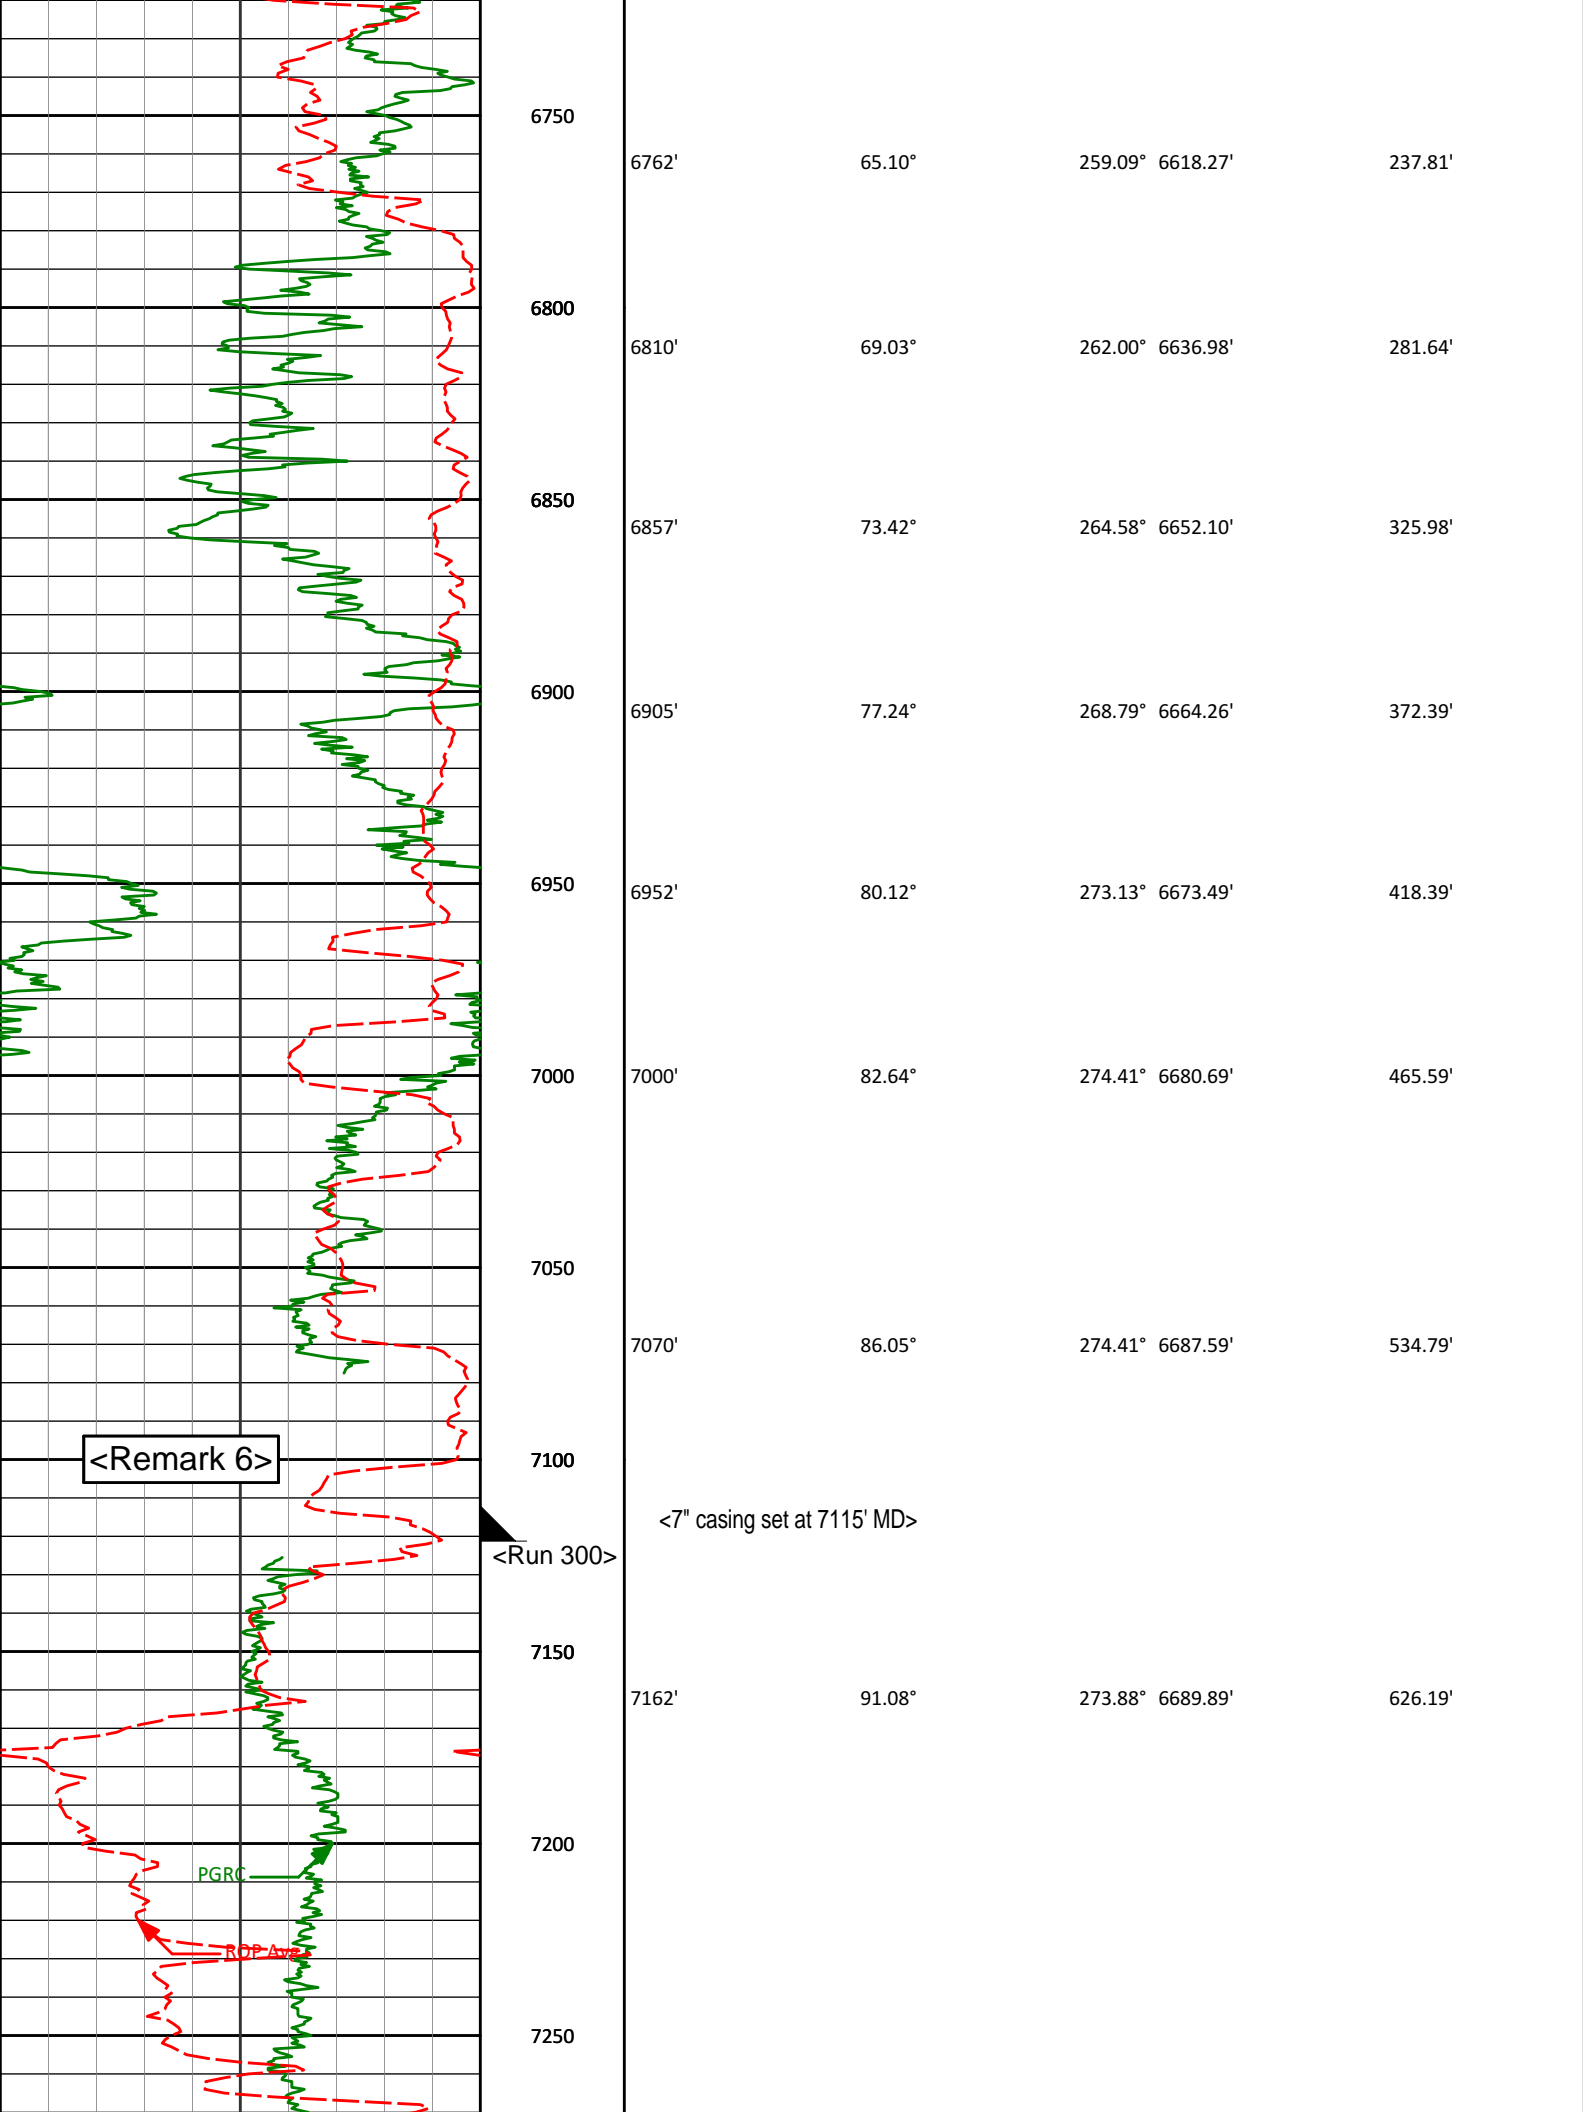 6750
6762' 65.10° 259.09° 6618.27' 237.81'
6800
6810' 69.03° 262.00° 6636.98' 281.64'
6850
6857' 73.42° 264.58° 6652.10' 325.98'
6900
6905' 77.24° 268.79° 6664.26' 372.39'
6950
6952' 80.12° 273.13° 6673.49' 418.39'
7000 7000' 82.64° 274.41° 6680.69' 465.59'
7050
7070' 86.05° 274.41° 6687.59' 534.79'
<Remark 6> 7100
<7" casing set at 7115' MD>
<Run 300>
7150
7162' 91.08° 273.88° 6689.89' 626.19'
7200
PGRC
ROP Avg
7250